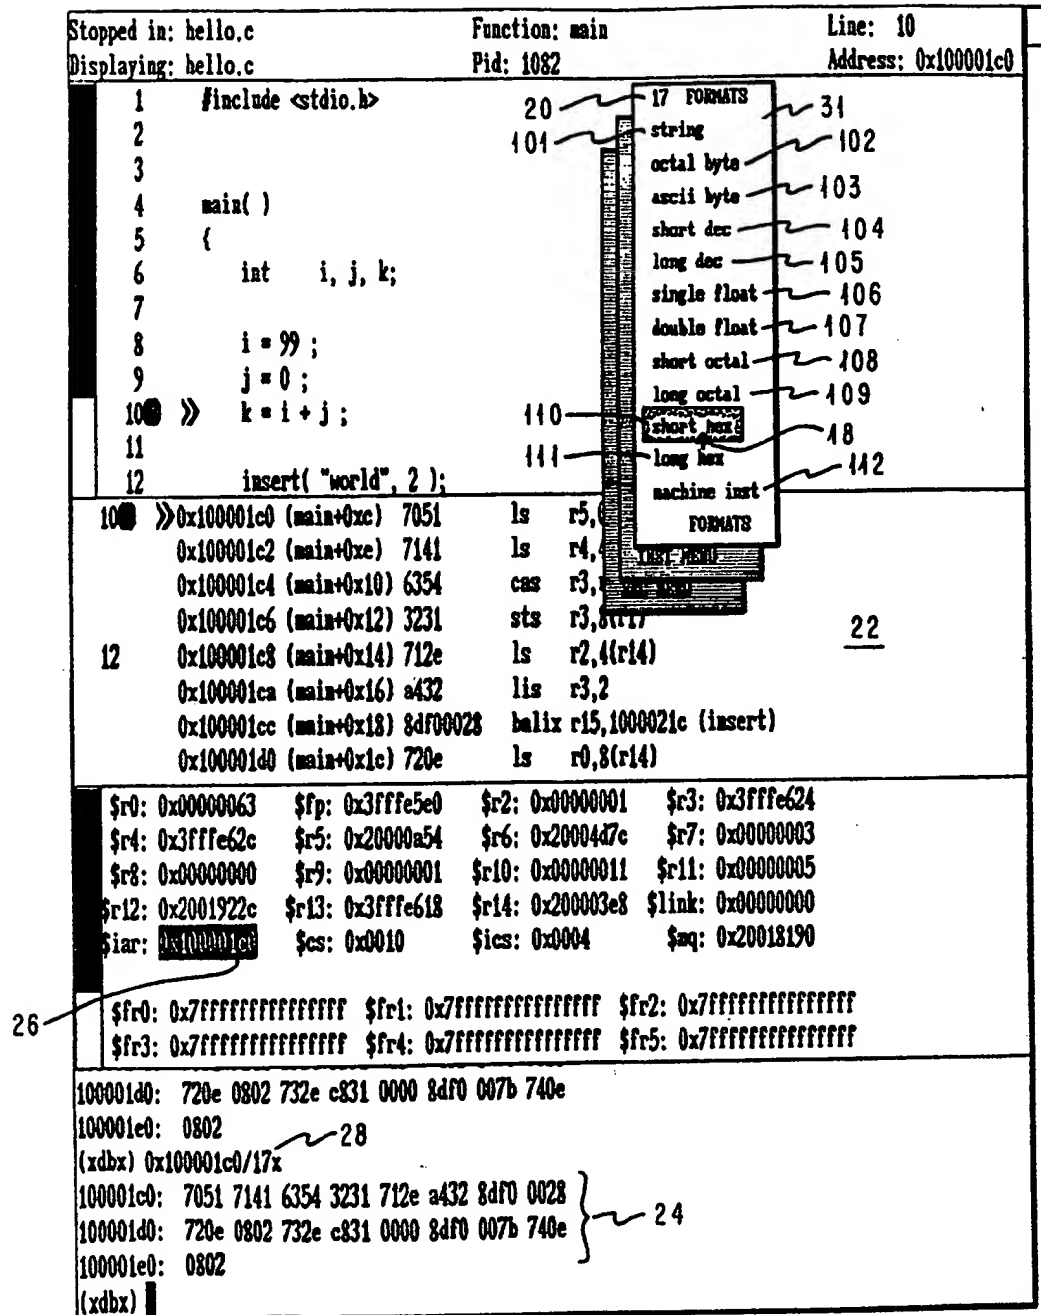 Stopped in: hello.c Function: main Line: 10
Displaying: hello.c Pid: 1082 Address: 0x100001c0
1 #include <stdio.h>
2
3
4 main( )
5 {
6 int i, j, k;
7
8 i = 99 ;
9 j = 0 ;
10 » k = i + j ;
11
12 insert( "world", 2 );
20 17 FORMATS 31
101 string
octal byte 102
ascii byte 103
short dec 104
long dec 105
single float 106
double float 107
short octal 108
long octal 109
110 short hex 18
111 long hex
machine inst 112
FORMATS
INST MENU
MENU
10 »0x100001c0 (main+0xc) 7051 ls r5,
0x100001c2 (main+0xe) 7141 ls r4,
0x100001c4 (main+0x10) 6354 cas r3,
0x100001c6 (main+0x12) 3231 sts r3,8(r1)
12 0x100001c8 (main+0x14) 712e ls r2,4(r14)
0x100001ca (main+0x16) a432 lis r3,2
0x100001cc (main+0x18) 8df00028 balix r15,1000021c (insert)
0x100001d0 (main+0x1c) 720e ls r0,8(r14)
22
$r0: 0x00000063 $fp: 0x3fffe5e0 $r2: 0x00000001 $r3: 0x3fffe624
$r4: 0x3fffe62c $r5: 0x20000a54 $r6: 0x20004d7c $r7: 0x00000003
$r8: 0x00000000 $r9: 0x00000001 $r10: 0x00000011 $r11: 0x00000005
$r12: 0x2001922c $r13: 0x3fffe618 $r14: 0x200003e8 $link: 0x00000000
$iar: 0x100001c0 $cs: 0x0010 $ics: 0x0004 $mq: 0x20018190
26
$fr0: 0x7fffffffffffffff $fr1: 0x7fffffffffffffff $fr2: 0x7fffffffffffffff
$fr3: 0x7fffffffffffffff $fr4: 0x7fffffffffffffff $fr5: 0x7fffffffffffffff
100001d0: 720e 0802 732e c831 0000 8df0 007b 740e
100001e0: 0802
28
(xdbx) 0x100001c0/17x
100001c0: 7051 7141 6354 3231 712e a432 8df0 0028
100001d0: 720e 0802 732e c831 0000 8df0 007b 740e 24
100001e0: 0802
(xdbx)